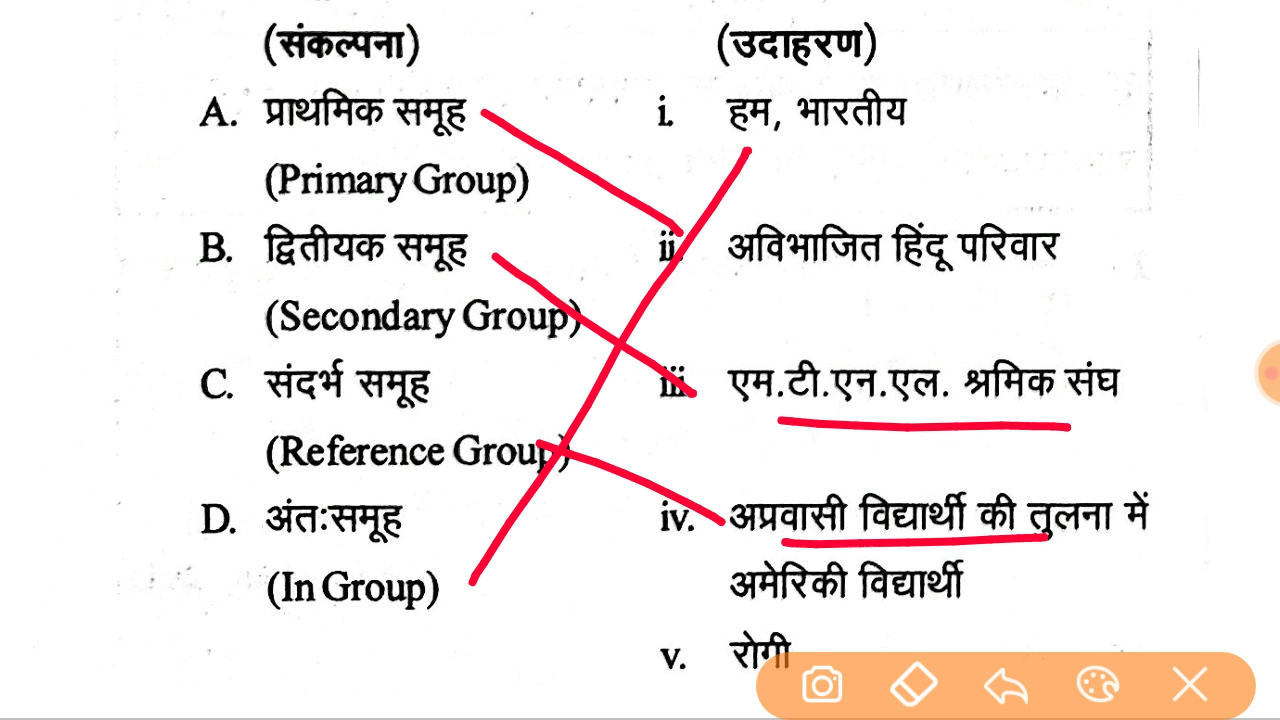 (संकल्पना) (उदाहरण)
A. प्राथमिक समूह i. हम, भारतीय
(Primary Group)
B. द्वितीयक समूह ii. अविभाजित हिंदू परिवार
(Secondary Group)
C. संदर्भ समूह iii. एम.टी.एन.एल. श्रमिक संघ
(Reference Group)
D. अंतःसमूह iv. अप्रवासी विद्यार्थी की तुलना में
(In Group) अमेरिकी विद्यार्थी
v. रोगी